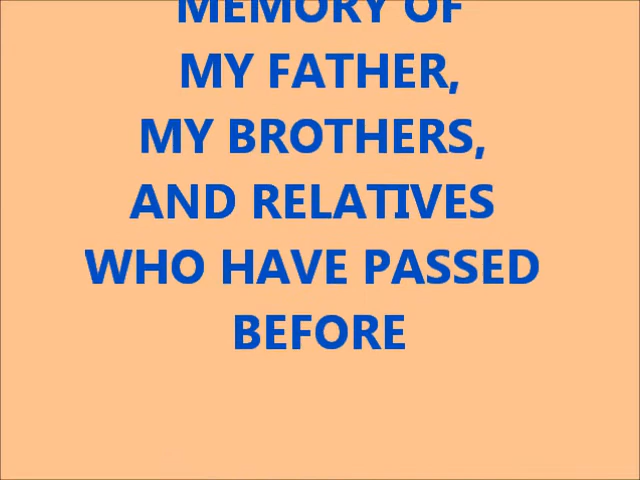 MEMORY OF
MY FATHER,
MY BROTHERS,
AND RELATIVES
WHO HAVE PASSED
BEFORE